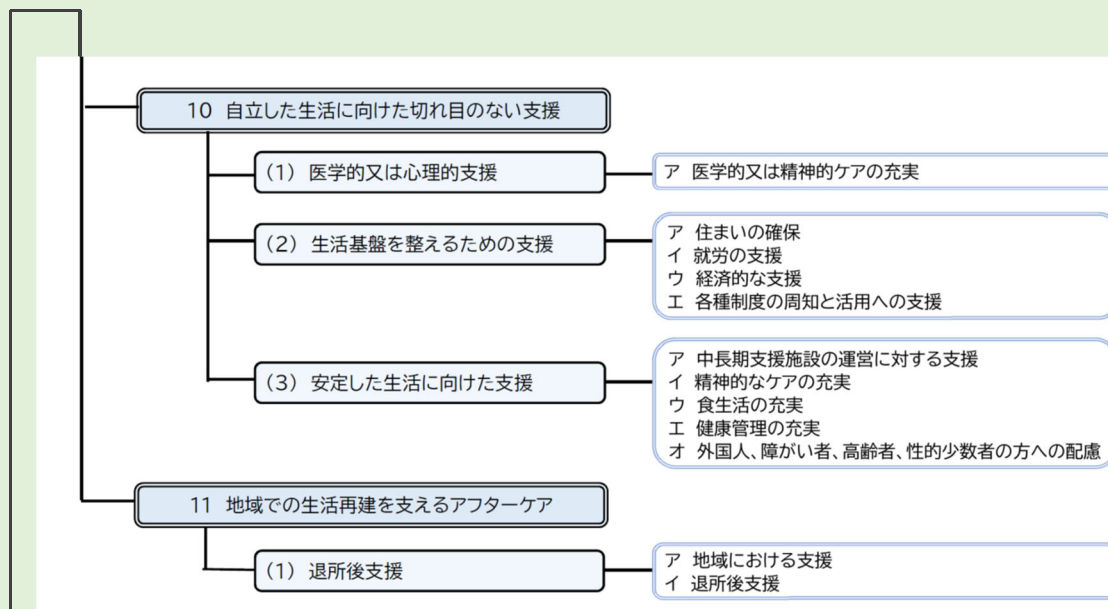 10 自立した生活に向けた切れ目のない支援
(1) 医学的又は心理的支援
ア 医学的又は精神的ケアの充実
(2) 生活基盤を整えるための支援
ア 住まいの確保
イ 就労の支援
ウ 経済的な支援
エ 各種制度の周知と活用への支援
(3) 安定した生活に向けた支援
ア 中長期支援施設の運営に対する支援
イ 精神的なケアの充実
ウ 食生活の充実
エ 健康管理の充実
オ 外国人、障がい者、高齢者、性的少数者の方への配慮
11 地域での生活再建を支えるアフターケア
(1) 退所後支援
ア 地域における支援
イ 退所後支援